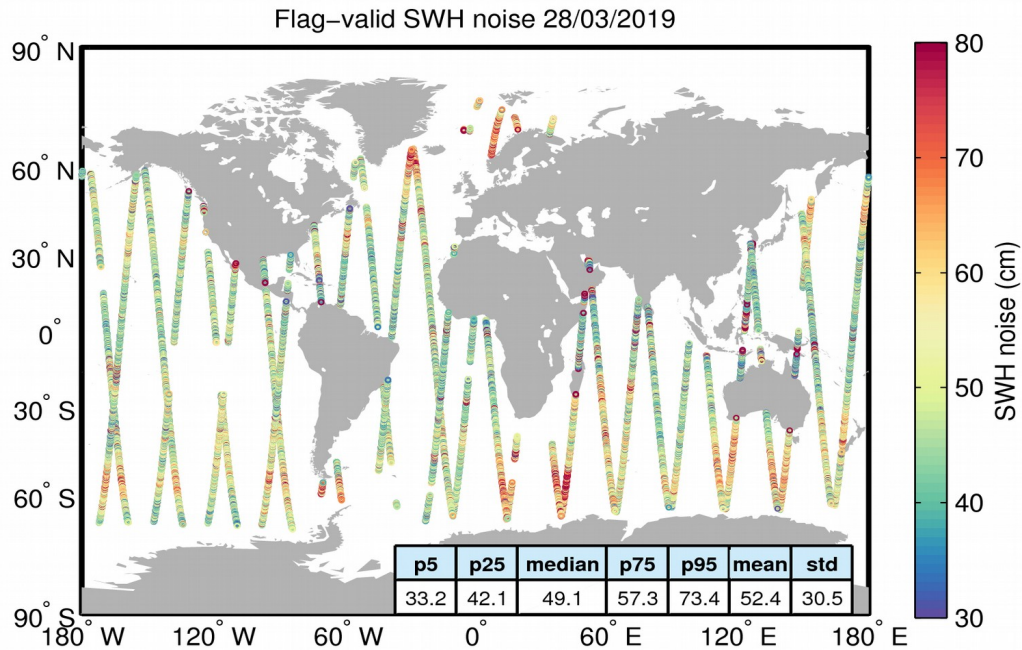 Flag−valid SWH noise 28/03/2019
90° N
60° N
30° N
0°
30° S
60° S
90° S
180° W
120° W
60° W
0°
60° E
120° E
180° E
p5 p25 median p75 p95 mean std
33.2 42.1 49.1 57.3 73.4 52.4 30.5
80
70
60
50
40
30
SWH noise (cm)